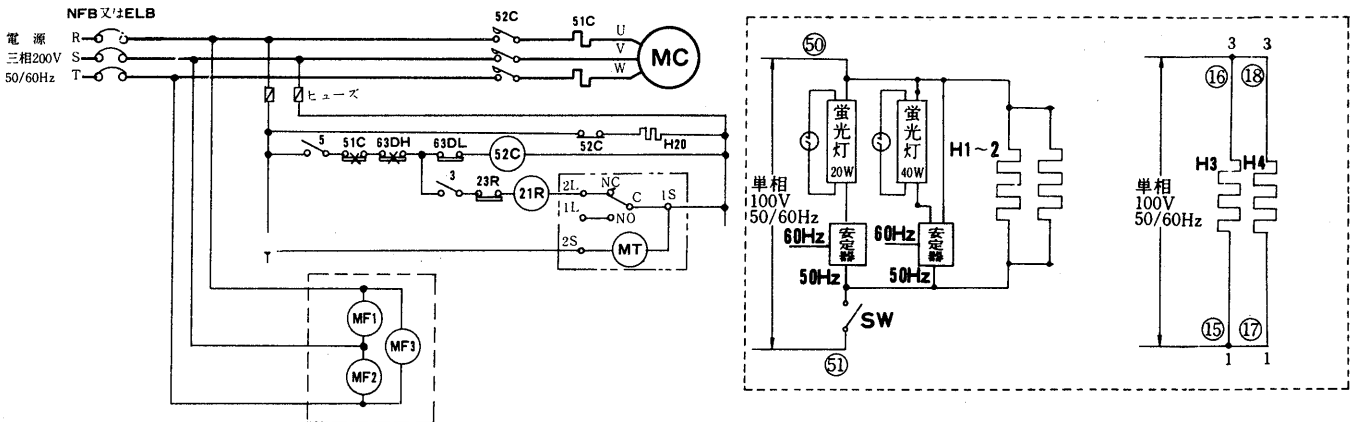 NFB又はELB
電源 R
三相200V S
50/60Hz T
52C 51C U
V
W
MC
ヒューズ
52C H20
5 51C 63DH 63DL 52C
3 23R 21R 2L NC C 1S
1L NO
2S MT
MF1
MF2
MF3
50
単相
100V
50/60Hz
蛍光灯
20W
蛍光灯
40W
H1~2
60Hz 安定器
50Hz
60Hz 安定器
50Hz
SW
51
3 3
16 18
H3 H4
単相
100V
50/60Hz
15 17
1 1